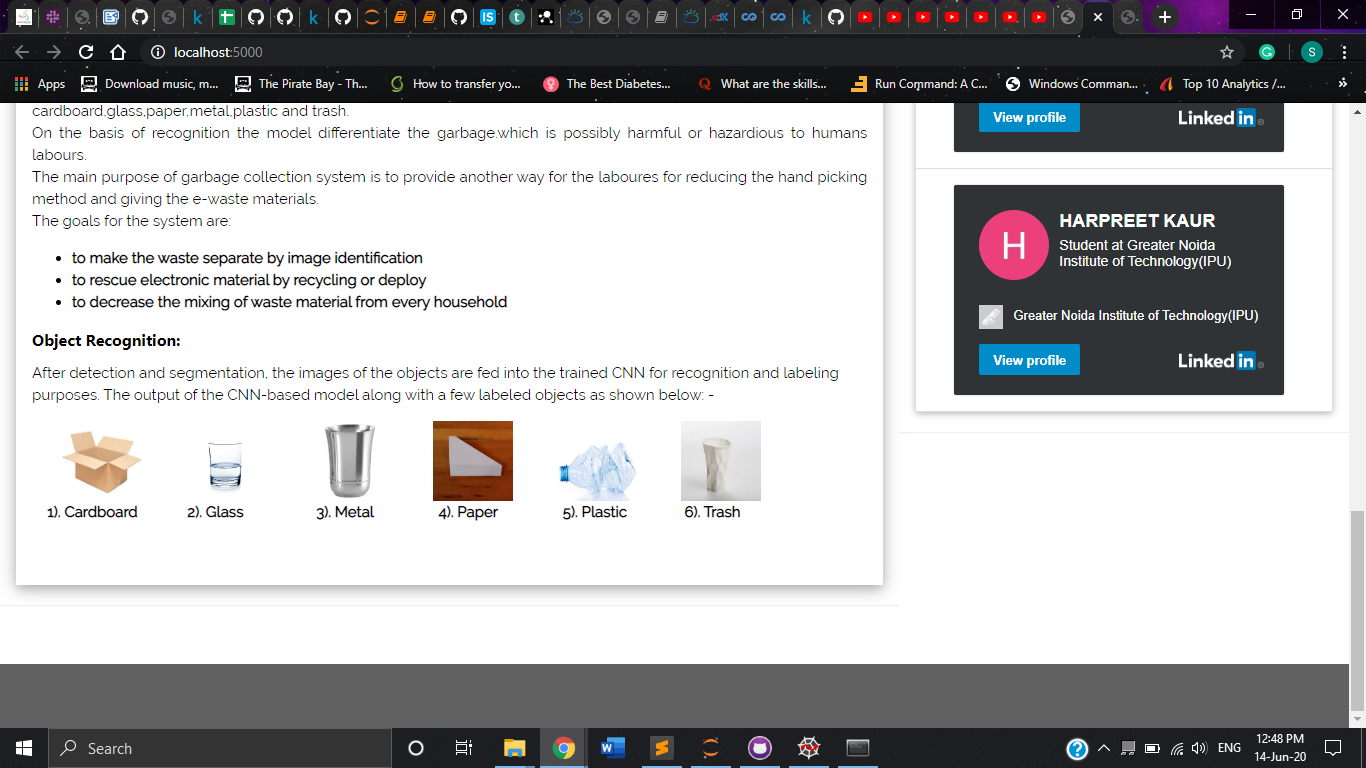 localhost:5000
S
Apps
Download music, m...
The Pirate Bay - Th...
How to transfer yo...
The Best Diabetes...
Q
What are the skills...
Run Command: A C...
Windows Comman...
Top 10 Analytics /...
cardboard,glass,paper,metal,plastic and trash.
On the basis of recognition the model differentiate the garbage.which is possibly harmful or hazardious to humans
labours.
The main purpose of garbage collection system is to provide another way for the laboures for reducing the hand picking
method and giving the e-waste materials.
The goals for the system are:
• to make the waste separate by image identification
• to rescue electronic material by recycling or deploy
• to decrease the mixing of waste material from every household
Object Recognition:
After detection and segmentation, the images of the objects are fed into the trained CNN for recognition and labeling
purposes. The output of the CNN-based model along with a few labeled objects as shown below: -
1). Cardboard
2). Glass
3). Metal
4). Paper
5). Plastic
6). Trash
View profile
Linked in
H
HARPREET KAUR
Student at Greater Noida
Institute of Technology(IPU)
Greater Noida Institute of Technology(IPU)
View profile
Linked in
Search
ENG
12:48 PM
14-Jun-20